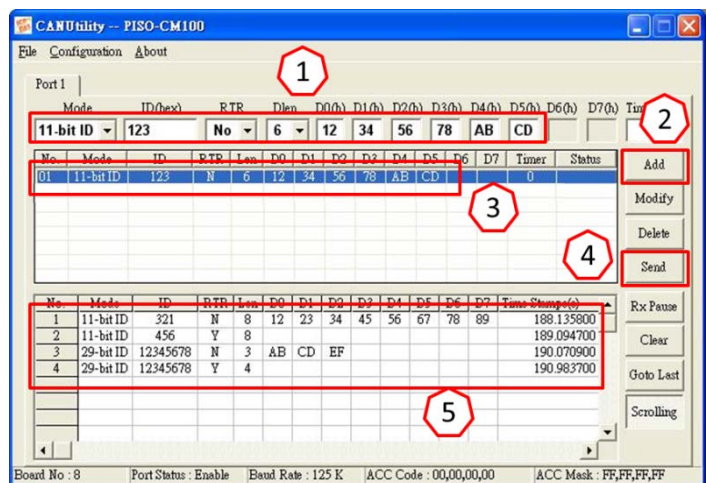 CANUtility -- PISO-CM100
File Configuration About
Port 1
1
Mode ID(hex) RTR Dlen D0(h) D1(h) D2(h) D3(h) D4(h) D5(h) D6(h) D7(h)
2
11-bit ID 123 No 6 12 34 56 78 AB CD
No. Mode ID RTR Len D0 D1 D2 D3 D4 D5 D6 D7 Timer Status
Add
01 11-bit ID 123 N 6 12 34 56 78 AB CD 0
3
Modify
Delete
4
Send
No. Mode ID RTR Len D0 D1 D2 D3 D4 D5 D6 D7 Time Stamps(s)
Rx Pause
1 11-bit ID 321 N 8 12 23 34 45 56 67 78 89 188.135800
2 11-bit ID 456 Y 8 189.094700
Clear
3 29-bit ID 12345678 N 3 AB CD EF 190.070900
4 29-bit ID 12345678 Y 4 190.983700
Goto Last
5
Scrolling
Board No : 8 Port Status : Enable Baud Rate : 125 K ACC Code : 00,00,00,00 ACC Mask : FF,FF,FF,FF